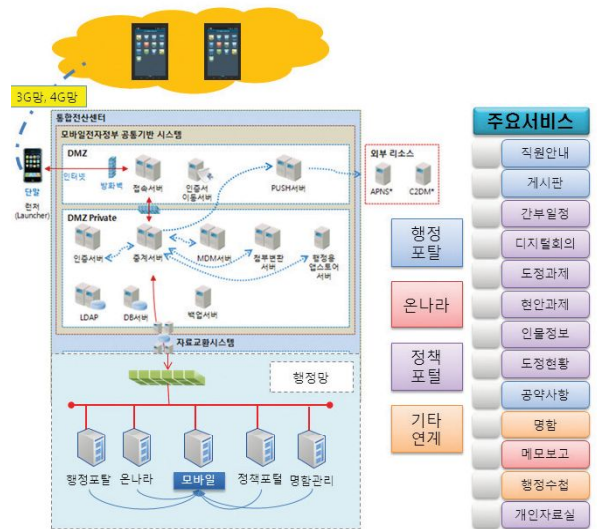 3G망, 4G망
단말
런처
(Launcher)
통합전산센터
모바일전자정부 공통기반 시스템
DMZ
인터넷
방화벽
접속서버
인증서
이동서버
PUSH서버
외부 리소스
APNS*
C2DM*
DMZ Private
인증서버
중계서버
MDM서버
첨부변환
서버
행정용
앱스토어
서버
LDAP
DB서버
백업서버
자료교환시스템
행정망
행정포탈
온나라
모바일
정책포털
명함관리
행정
포탈
온나라
정책
포털
기타
연계
주요서비스
직원안내
게시판
간부일정
디지털회의
도정과제
현안과제
인물정보
도정현황
공약사항
명함
메모보고
행정수첩
개인자료실